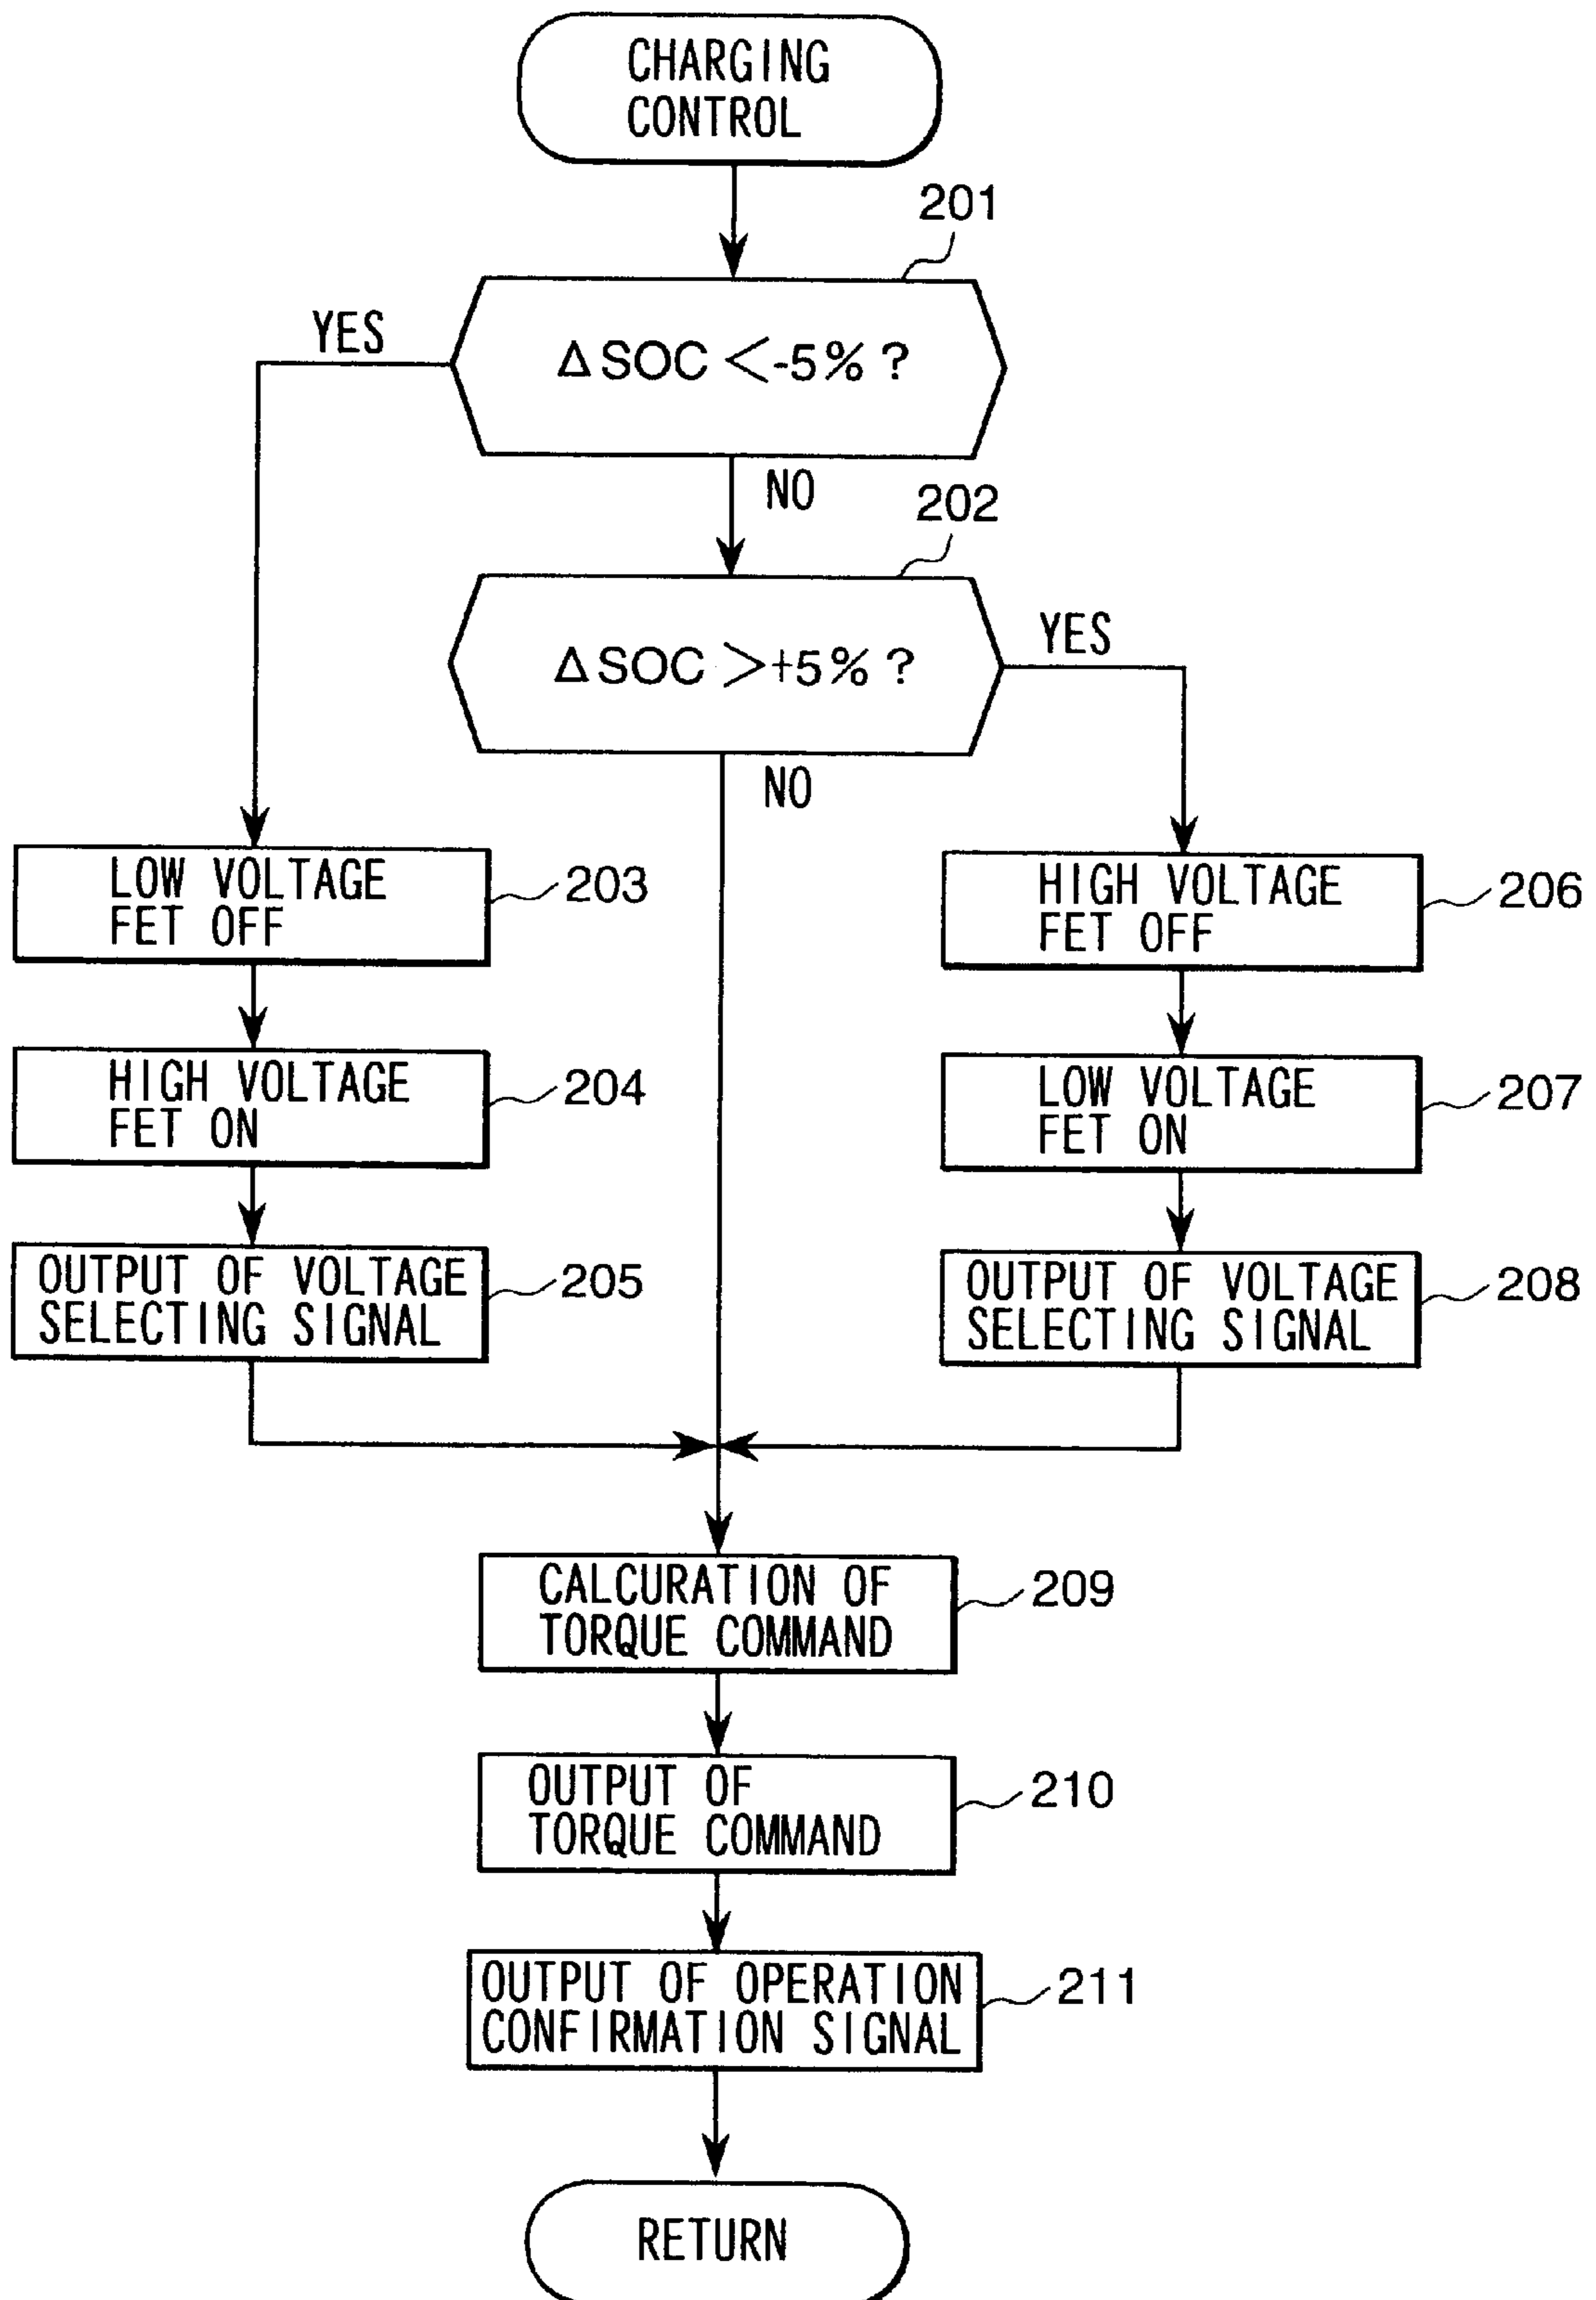 CHARGING
CONTROL
201
YES
ΔSOC <-5% ?
NO
202
YES
ΔSOC >+5% ?
NO
LOW VOLTAGE
FET OFF
203
HIGH VOLTAGE
FET OFF
206
HIGH VOLTAGE
FET ON
204
LOW VOLTAGE
FET ON
207
OUTPUT OF VOLTAGE
SELECTING SIGNAL
205
OUTPUT OF VOLTAGE
SELECTING SIGNAL
208
CALCURATION OF
TORQUE COMMAND
209
OUTPUT OF
TORQUE COMMAND
210
OUTPUT OF OPERATION
CONFIRMATION SIGNAL
211
RETURN